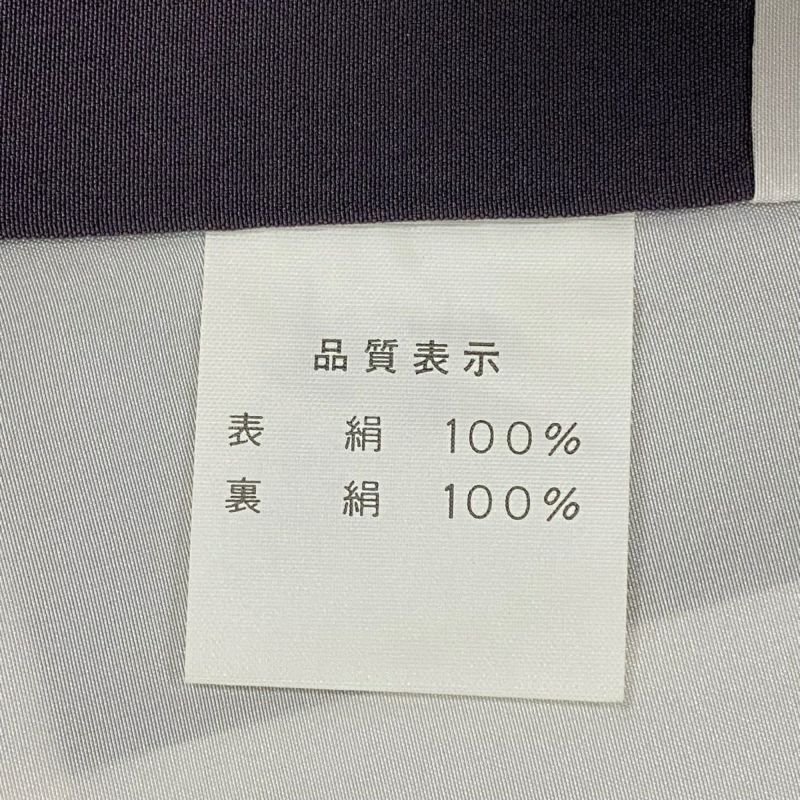 品質表示
表 絹 100%
裏 絹 100%